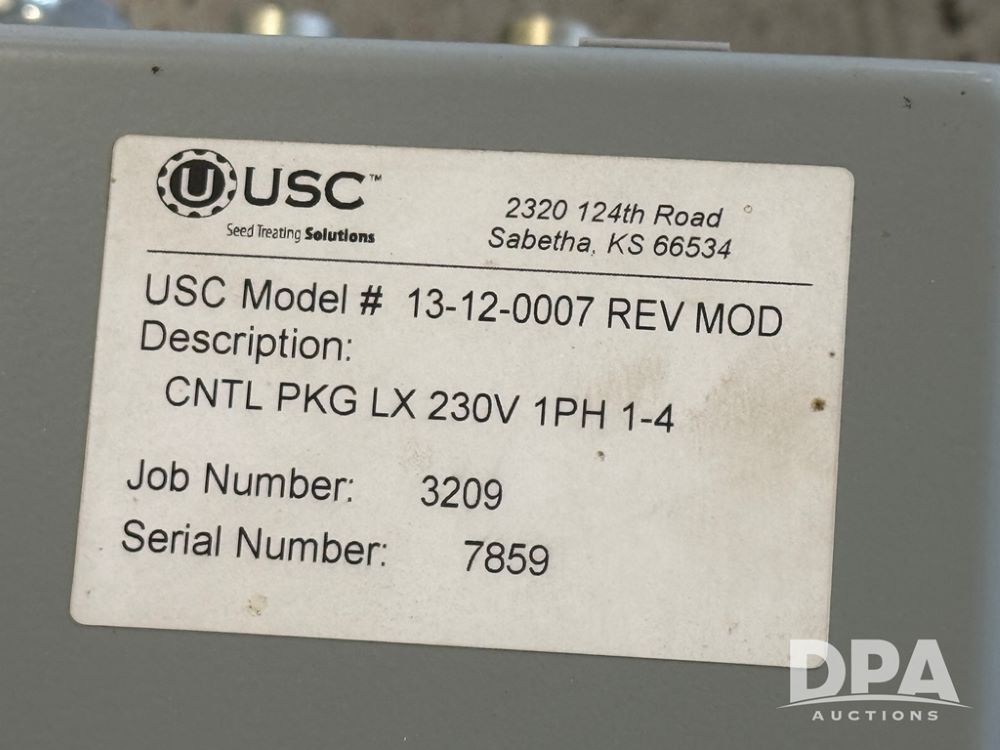 U USC™
Seed Treating Solutions
2320 124th Road
Sabetha, KS 66534
USC Model # 13-12-0007 REV MOD
Description:
CNTL PKG LX 230V 1PH 1-4
Job Number: 3209
Serial Number: 7859
DPA
AUCTIONS